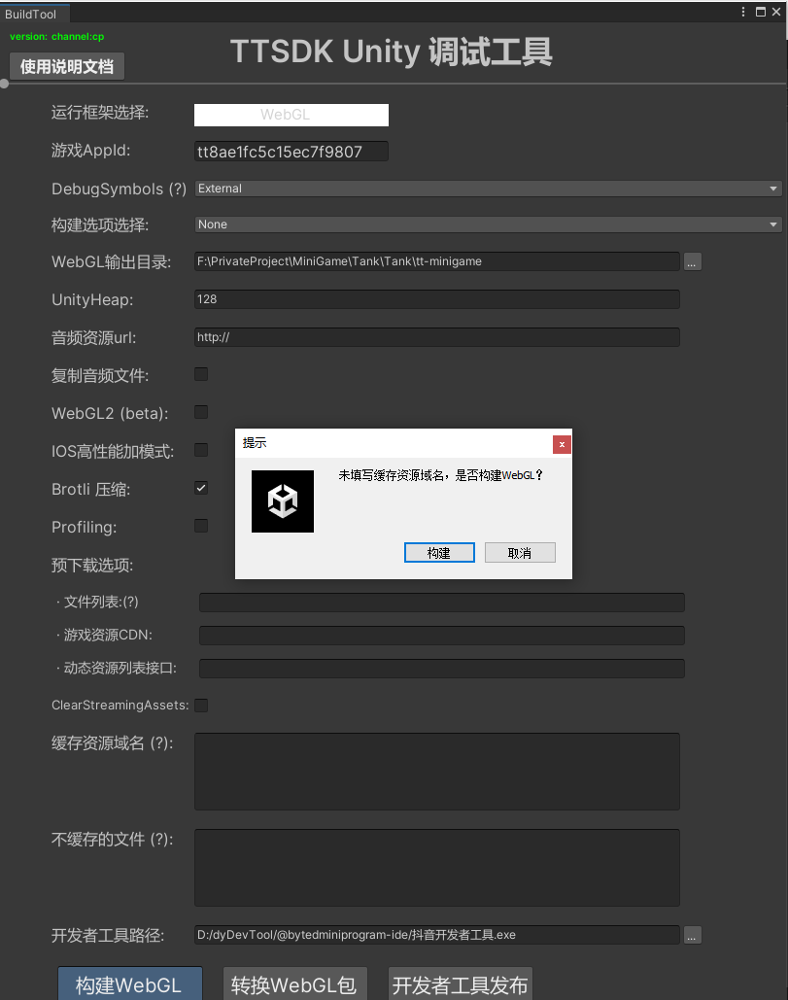 BuildTool
version: channel:cp
TTSDK Unity 调试工具
使用说明文档
运行框架选择:
WebGL
游戏AppId:
tt8ae1fc5c15ec7f9807
DebugSymbols (?)
External
构建选项选择:
None
WebGL输出目录:
F:\PrivateProject\MiniGame\Tank\Tank\tt-minigame
...
UnityHeap:
128
音频资源url:
http://
复制音频文件:
WebGL2 (beta):
IOS高性能加模式:
Brotli 压缩:
Profiling:
提示
x
未填写缓存资源域名，是否构建WebGL？
构建
取消
预下载选项:
· 文件列表:(?)
· 游戏资源CDN:
· 动态资源列表接口:
ClearStreamingAssets:
缓存资源域名 (?):
不缓存的文件 (?):
开发者工具路径:
D:/dyDevTool/@bytedminiprogram-ide/抖音开发者工具.exe
...
构建WebGL
转换WebGL包
开发者工具发布